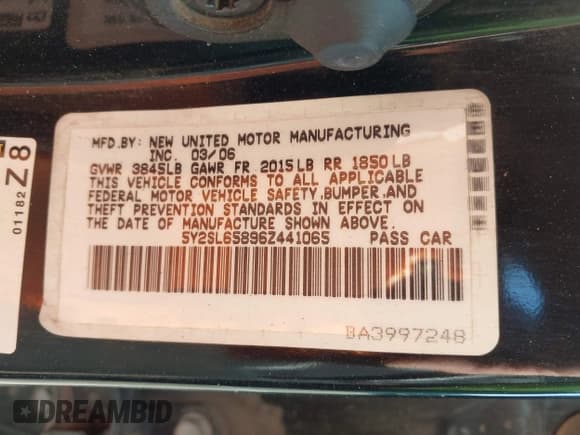 MFD.BY: NEW UNITED MOTOR MANUFACTURING
INC. 03/06
GVWR 3845LB GAWR FR 2015LB RR 1850LB
THIS VEHICLE CONFORMS TO ALL APPLICABLE
FEDERAL MOTOR VEHICLE SAFETY,BUMPER,AND
THEFT PREVENTION STANDARDS IN EFFECT ON
THE DATE OF MANUFACTURE SHOWN ABOVE.
5Y2SL65896Z441065 PASS CAR
BA3997248
01182
Z8
DREAMBID